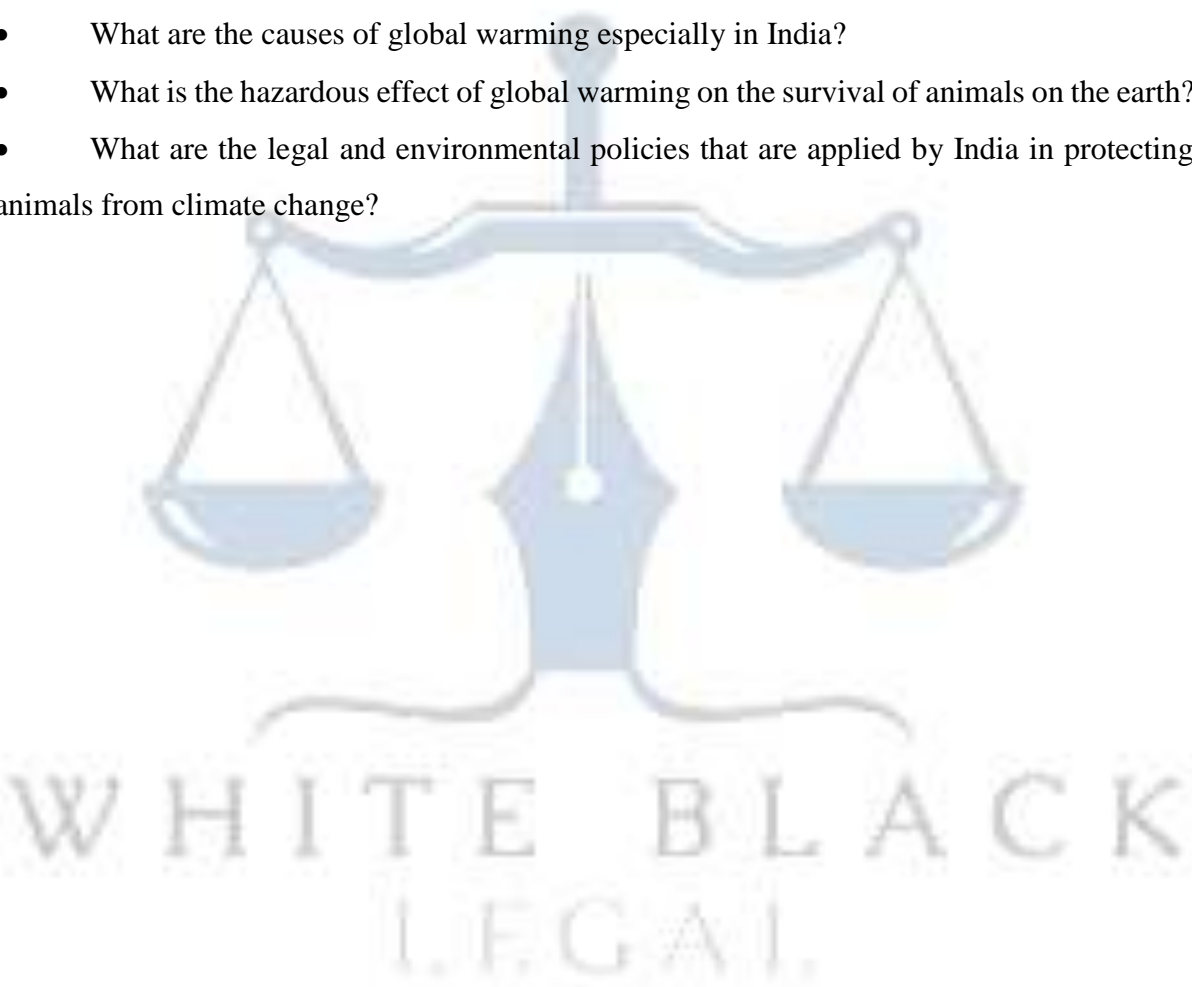 • What are the causes of global warming especially in India?
• What is the hazardous effect of global warming on the survival of animals on the earth?
• What are the legal and environmental policies that are applied by India in protecting
animals from climate change?
WHITE BLACK
LEGAL